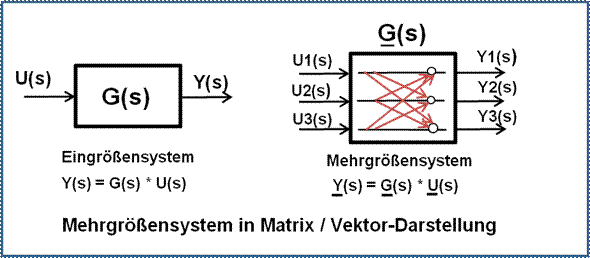 U(s)
G(s)
Y(s)
Eingrößensystem
Y(s) = G(s) * U(s)
G(s)
U1(s)
U2(s)
U3(s)
Y1(s)
Y2(s)
Y3(s)
Mehrgrößensystem
Y(s) = G(s) * U(s)
Mehrgrößensystem in Matrix / Vektor-Darstellung